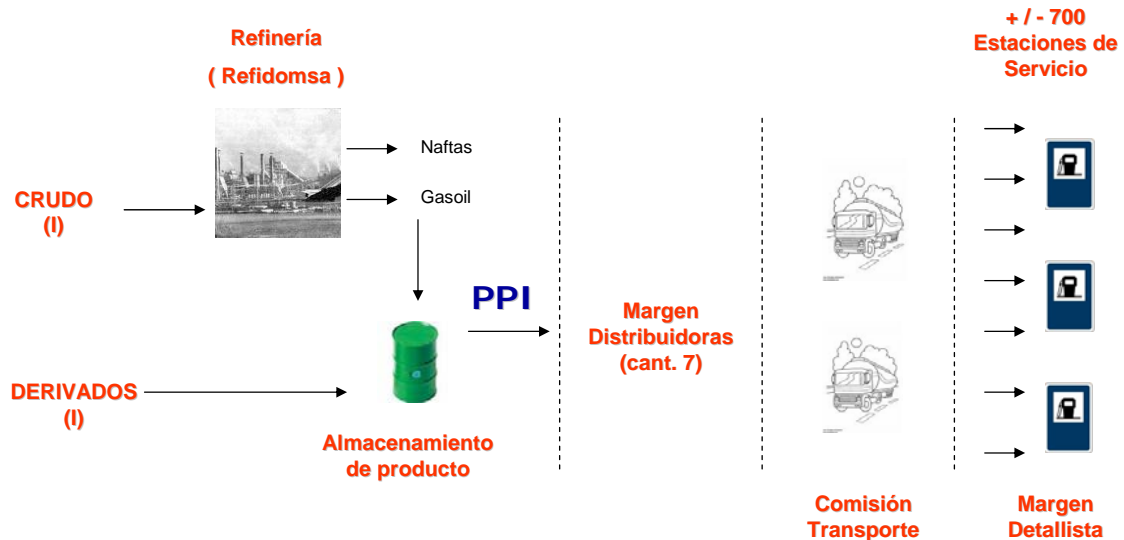 Refinería
( Refidomsa )
+ / - 700
Estaciones de
Servicio
Naftas
Gasoil
CRUDO
(I)
PPI
Margen
Distribuidoras
(cant. 7)
DERIVADOS
(I)
Almacenamiento
de producto
Comisión
Transporte
Margen
Detallista